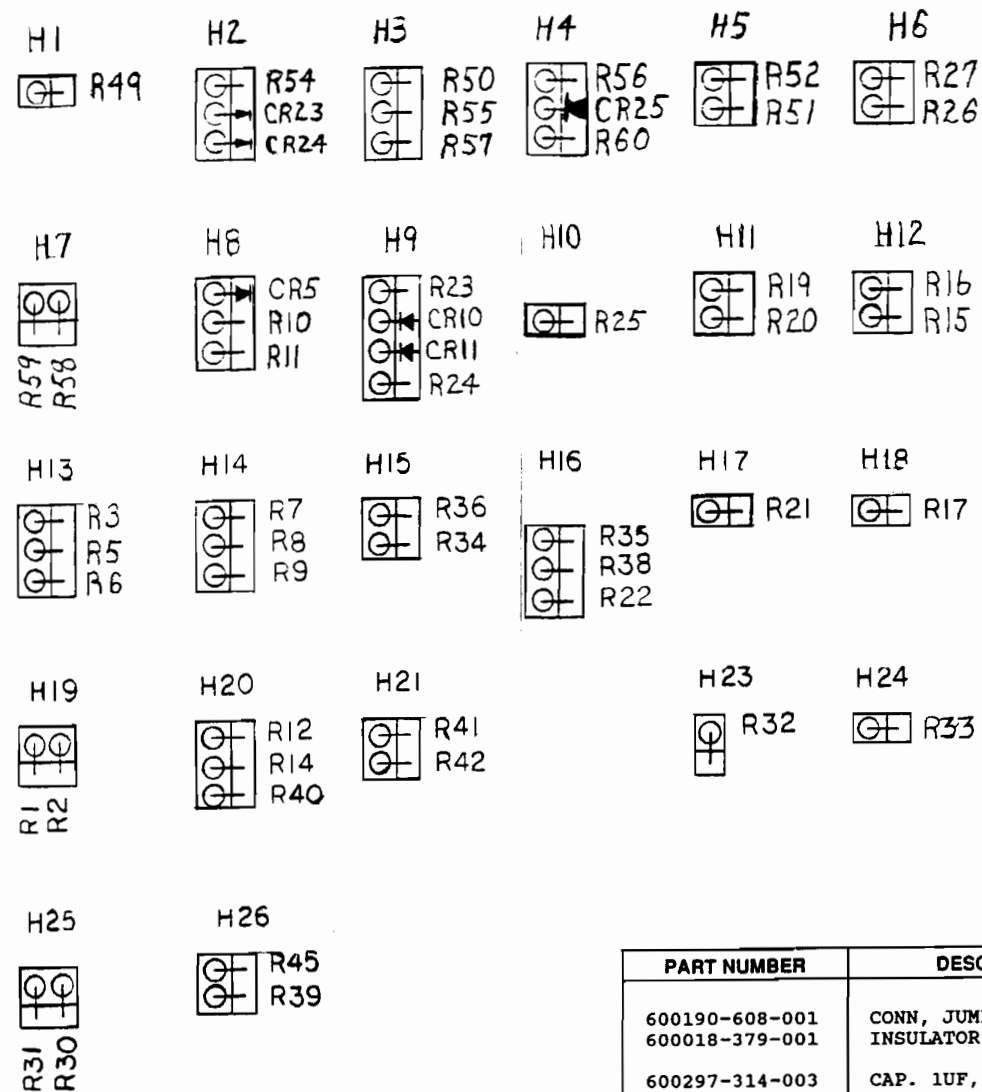 H1 H2 H3 H4 H5 H6
R49 R54 R50 R56 R52 R27
CR23 R55 CR25 R51 R26
CR24 R57 R60
H7 H8 H9 H10 H11 H12
CR5 R23 R19 R16
R10 CR10 R25 R20 R15
R11 CR11
R24
R59 R58
H13 H14 H15 H16 H17 H18
R3 R7 R36 R35 R21 R17
R5 R8 R34 R38
R6 R9 R22
H19 H20 H21 H23 H24
R12 R41 R32 R33
R14 R42
R40
R1 R2
H25 H26
R45
R39
R31 R30
PART NUMBER DESC
600190-608-001 CONN, JUM
600018-379-001 INSULATOR
600297-314-003 CAP. 1UF,